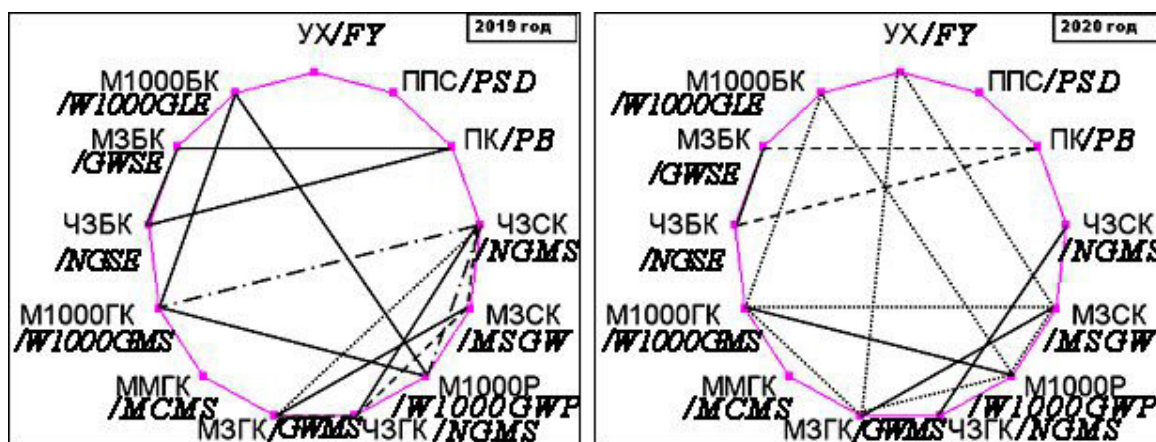 2019 год
УХ/FY
М1000БК
/W1000GLE
ППС/PSD
МЗБК
/GWSE
ПК/PB
ЧЗБК
/NGSE
ЧЗСК
/NGMS
М1000ГК
/W1000GMS
МЗСК
/MSGW
ММГК
/MCMS
М1000Р
/W1000GWP
МЗГК/GWMS
ЧЗГК
/NGMS
2020 год
УХ/FY
М1000БК
/W1000GLE
ППС/PSD
МЗБК
/GWSE
ПК/PB
ЧЗБК
/NGSE
ЧЗСК
/NGMS
М1000ГК
/W1000GMS
МЗСК
/MSGW
ММГК
/MCMS
М1000Р
/W1000GWP
МЗГК/GWMS
ЧЗГК
/NGMS